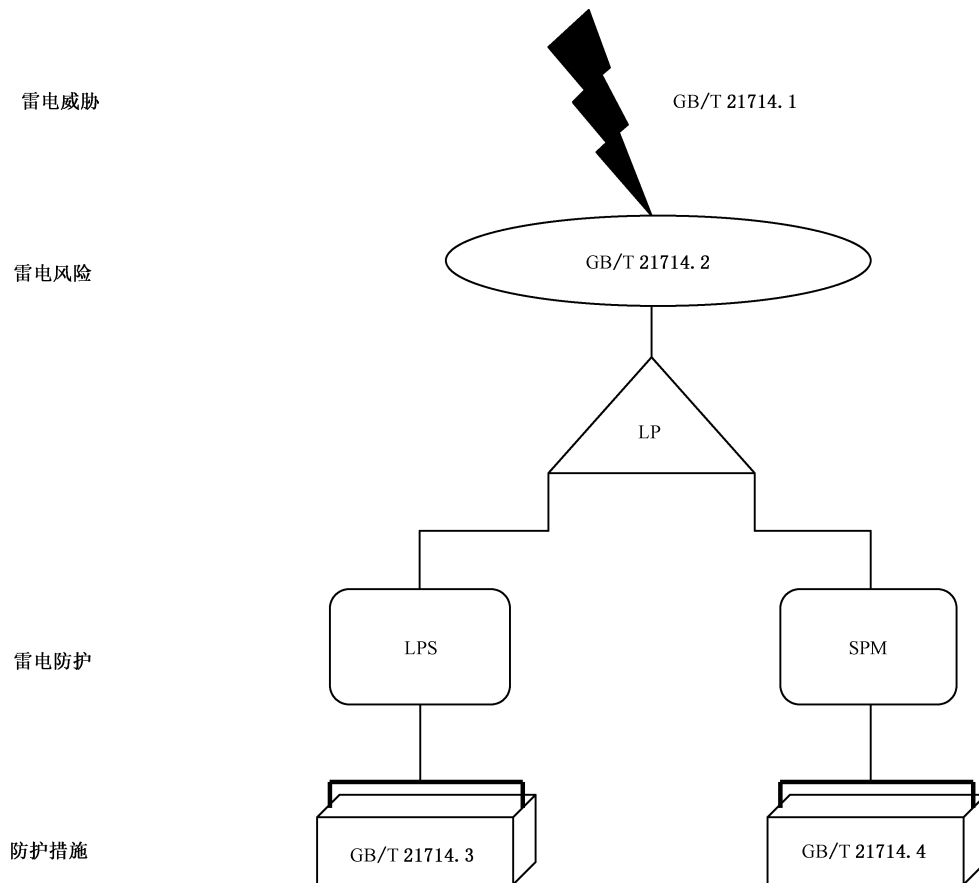 雷电威胁
GB/T 21714.1
雷电风险
GB/T 21714.2
LP
雷电防护
LPS
SPM
防护措施
GB/T 21714.3
GB/T 21714.4